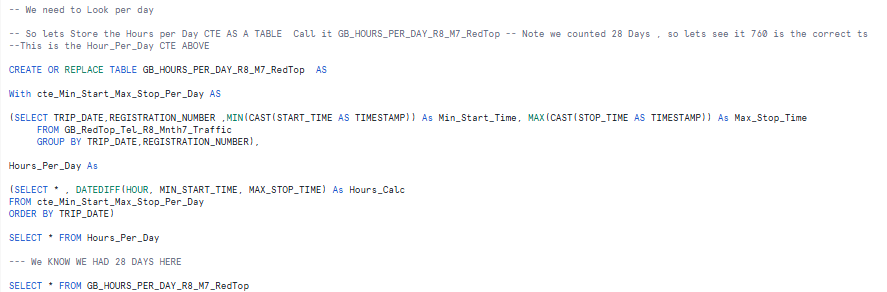 -- We need to Look per day
-- So lets Store the Hours per Day CTE AS A TABLE  Call it GB_HOURS_PER_DAY_R8_M7_RedTop -- Note we counted 28 Days , so lets see it 760 is the correct ts
--This is the Hour_Per_Day CTE ABOVE
CREATE OR REPLACE TABLE GB_HOURS_PER_DAY_R8_M7_RedTop  AS
With cte_Min_Start_Max_Stop_Per_Day AS
(SELECT TRIP_DATE,REGISTRATION_NUMBER ,MIN(CAST(START_TIME AS TIMESTAMP)) As Min_Start_Time, MAX(CAST(STOP_TIME AS TIMESTAMP)) As Max_Stop_Time
FROM GB_RedTop_Tel_R8_Mnth7_Traffic
GROUP BY TRIP_DATE,REGISTRATION_NUMBER),
Hours_Per_Day As
(SELECT * , DATEDIFF(HOUR, MIN_START_TIME, MAX_STOP_TIME) As Hours_Calc
FROM cte_Min_Start_Max_Stop_Per_Day
ORDER BY TRIP_DATE)
SELECT * FROM Hours_Per_Day
--- We KNOW WE HAD 28 DAYS HERE
SELECT * FROM GB_HOURS_PER_DAY_R8_M7_RedTop